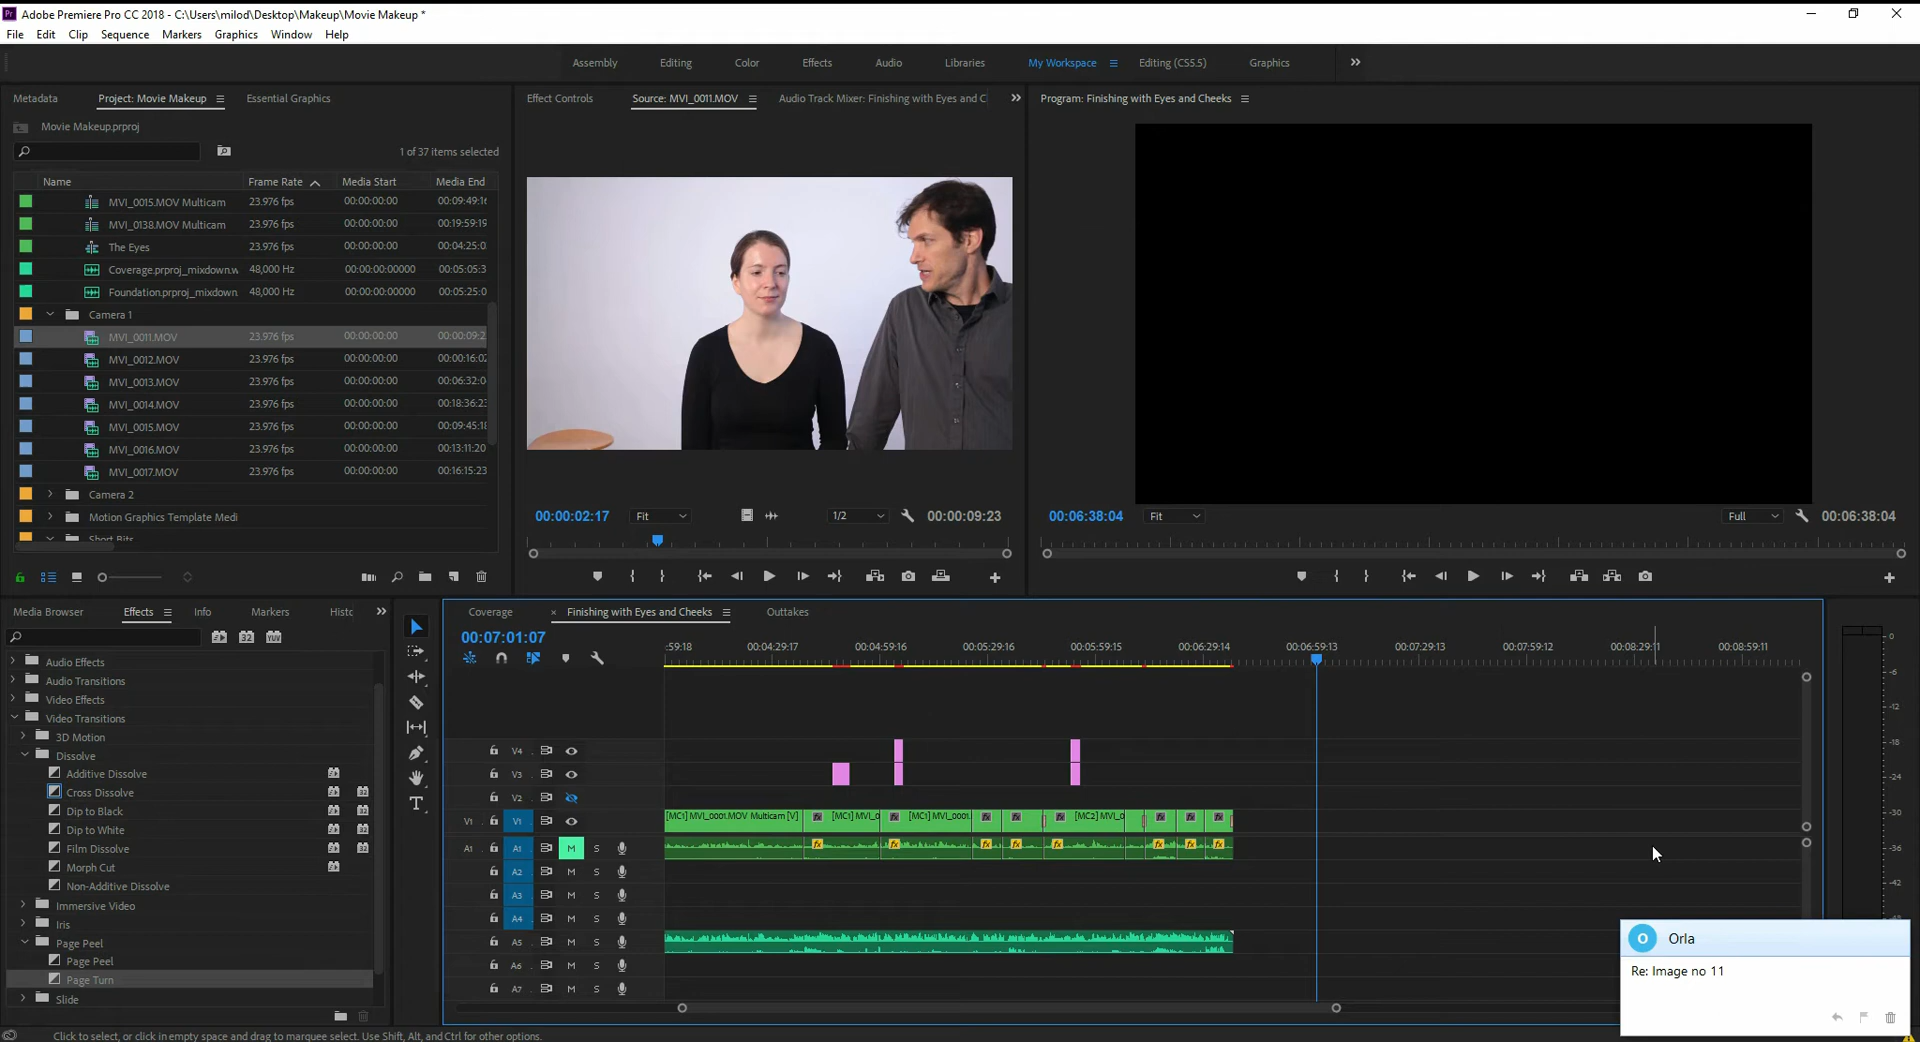 Adobe Premiere Pro CC 2018 - C:\Users\milod\Desktop\Makeup\Movie Makeup *
File Edit Clip Sequence Markers Graphics Window Help
Assembly Editing Color Effects Audio Libraries My Workspace Editing (CS5.5) Graphics
Metadata Project: Movie Makeup Essential Graphics
Effect Controls Source: MVI_0011.MOV Audio Track Mixer: Finishing with Eyes and C
Program: Finishing with Eyes and Cheeks
Movie Makeup.prproj
1 of 37 items selected
Name Frame Rate Media Start Media End
MVI_0015.MOV Multicam 23.976 fps 00:00:00:00 00:09:49:16
MVI_0138.MOV Multicam 23.976 fps 00:00:00:00 00:19:59:19
The Eyes 23.976 fps 00:00:00:00 00:04:25:0
Coverage.prproj_mixdown.w 48,000 Hz 00:00:00:00000 00:05:05:3
Foundation.prproj_mixdown. 48,000 Hz 00:00:00:00000 00:05:25:0
Camera 1
MVI_0011.MOV 23.976 fps 00:00:00:00 00:00:09:2
MVI_0012.MOV 23.976 fps 00:00:00:00 00:00:16:02
MVI_0013.MOV 23.976 fps 00:00:00:00 00:06:32:0
MVI_0014.MOV 23.976 fps 00:00:00:00 00:18:36:2
MVI_0015.MOV 23.976 fps 00:00:00:00 00:09:45:18
MVI_0016.MOV 23.976 fps 00:00:00:00 00:13:11:20
MVI_0017.MOV 23.976 fps 00:00:00:00 00:16:15:23
Camera 2
Motion Graphics Template Medi
Short Bits
00:00:02:17 Fit 1/2 00:00:09:23
00:06:38:04 Fit Full 00:06:38:04
Media Browser Effects Info Markers Histc
Audio Effects
Audio Transitions
Video Effects
Video Transitions
3D Motion
Dissolve
Additive Dissolve
Cross Dissolve
Dip to Black
Dip to White
Film Dissolve
Morph Cut
Non-Additive Dissolve
Immersive Video
Iris
Page Peel
Page Peel
Page Turn
Slide
Coverage × Finishing with Eyes and Cheeks Outtakes
00:07:01:07
:59:18 00:04:29:17 00:04:59:16 00:05:29:16 00:05:59:15 00:06:29:14 00:06:59:13 00:07:29:13 00:07:59:12 00:08:29:11 00:08:59:11
V4
V3
V2
V1 V1 [MC1] MVI_0001.MOV Multicam [V] [MC1] MVI_0 [MC1] MVI_0001. [MC2] MVI_0
A1 A1 M S fx fx fx fx fx fx fx fx
A2 M S
A3 M S
A4 M S
A5 M S
A6 M S
A7 M S
0
-6
-12
-18
-24
-30
-36
-42
O Orla
Re: Image no 11
Click to select, or click in empty space and drag to marquee select. Use Shift, Alt, and Ctrl for other options.